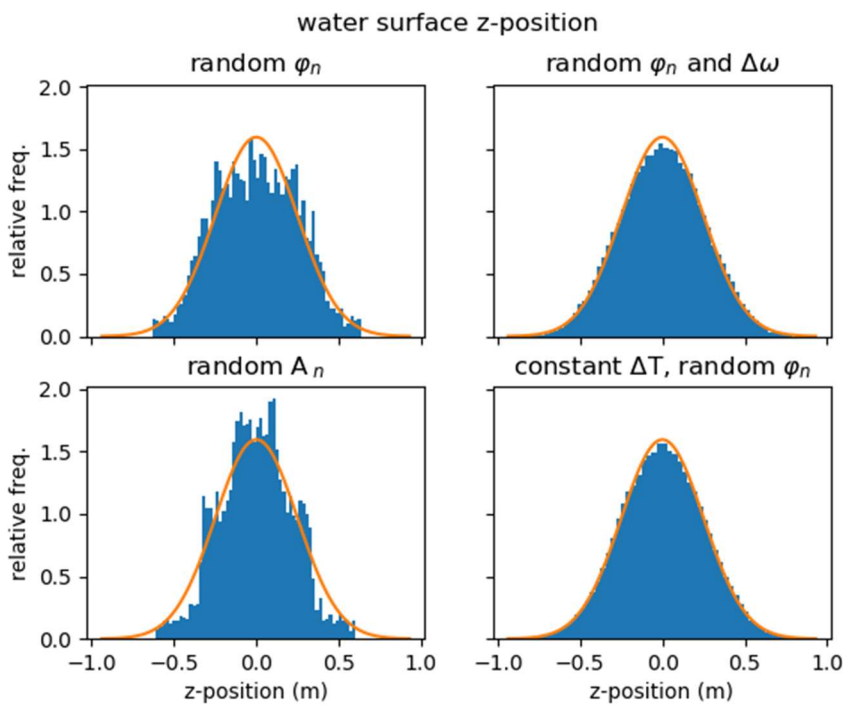 water surface z-position
random φn
random φn and Δω
2.0
1.5
1.0
0.5
0.0
relative freq.
−1.0 −0.5 0.0 0.5 1.0
−1.0 −0.5 0.0 0.5 1.0
random A n
constant ΔT, random φn
2.0
1.5
1.0
0.5
0.0
relative freq.
z-position (m)
z-position (m)